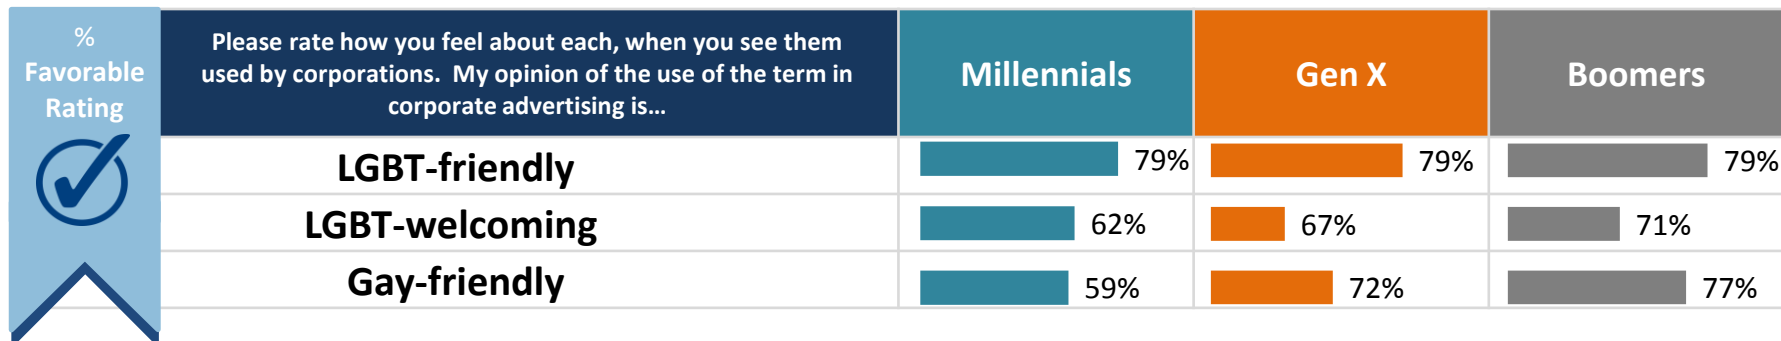 %
Favorable
Rating
Please rate how you feel about each, when you see them
used by corporations.  My opinion of the use of the term in
corporate advertising is…
Millennials
Gen X
Boomers
LGBT-friendly
79%
79%
79%
LGBT-welcoming
62%
67%
71%
Gay-friendly
59%
72%
77%